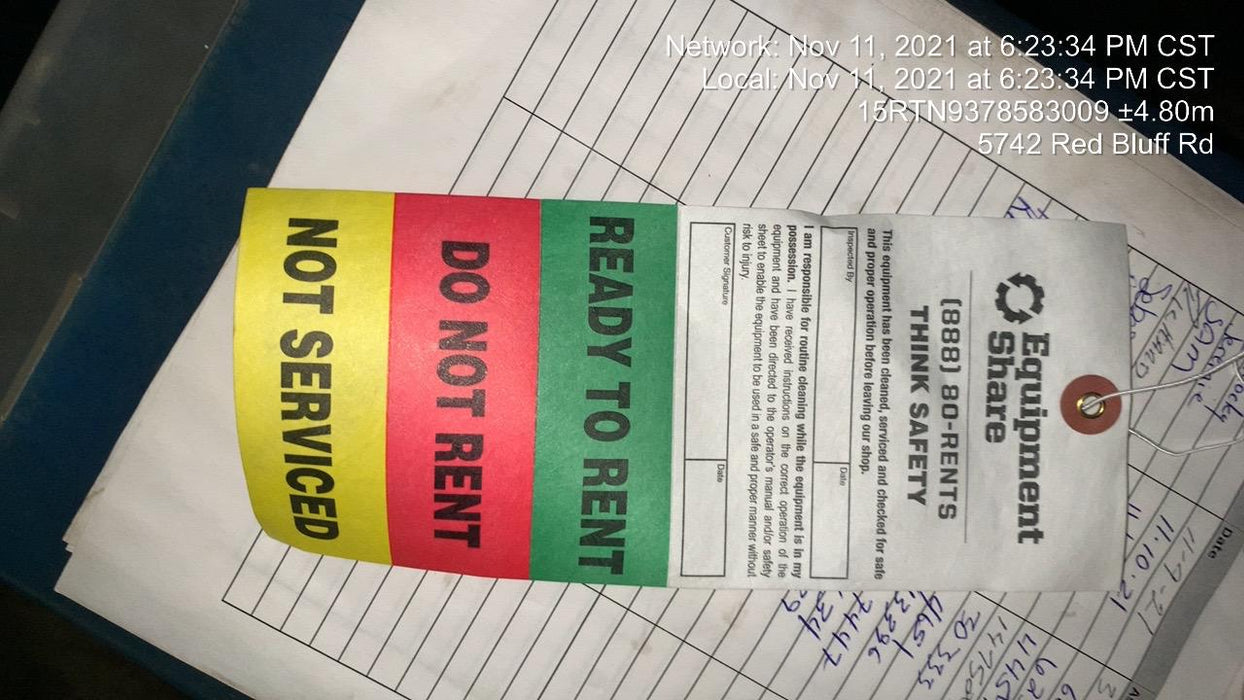 Network: Nov 11, 2021 at 6:23:34 PM CST
Local: Nov 11, 2021 at 6:23:34 PM CST
15RTN9378583009 ±4.80m
5742 Red Bluff Rd
Equipment
Share
(888) 80-RENTS
THINK SAFETY
This equipment has been cleaned, serviced and checked for safe
and proper operation before leaving our shop.
Inspected By
Date
I am responsible for routine cleaning while the equipment is in my
possession. I have received instructions on the correct operation of the
equipment and have been directed to the operator's manual and/or safety
sheet to enable the equipment to be used in a safe and proper manner without
risk to injury.
Customer Signature
Date
READY TO RENT
DO NOT RENT
NOT SERVICED
Date
11-9-21
11-10-21